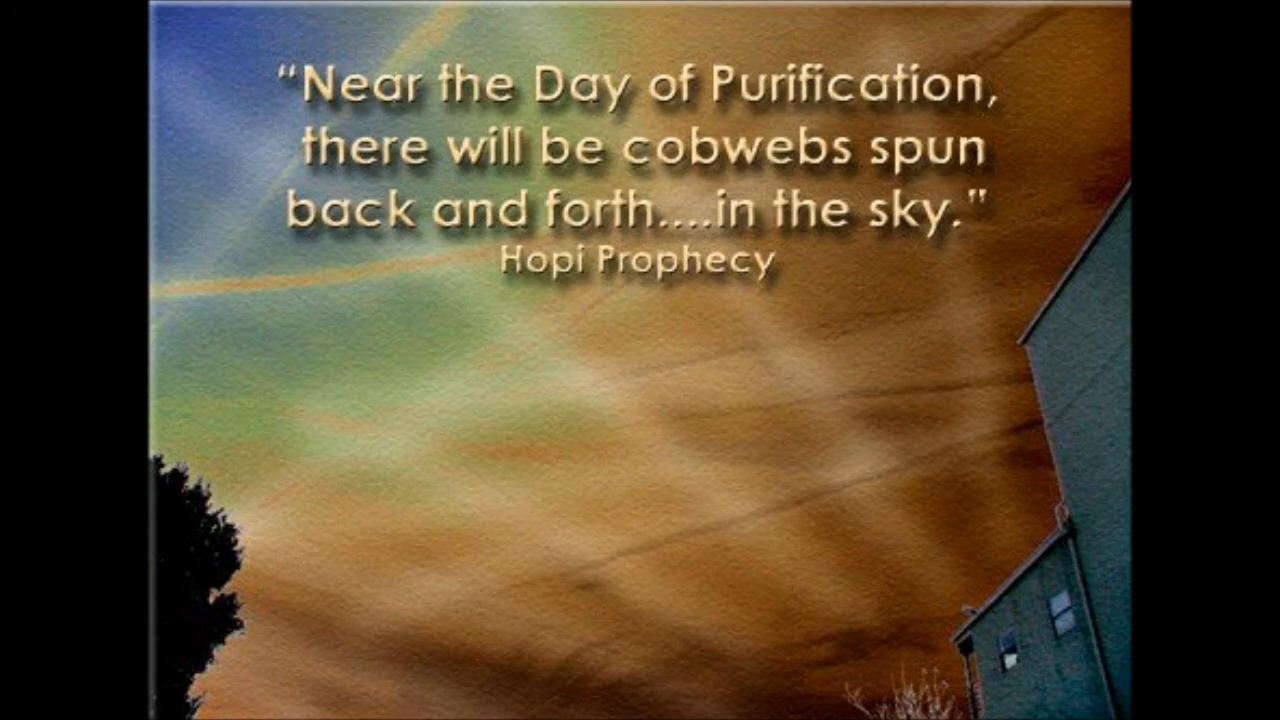 “Near the Day of Purification,
there will be cobwebs spun
back and forth....in the sky."
Hopi Prophecy